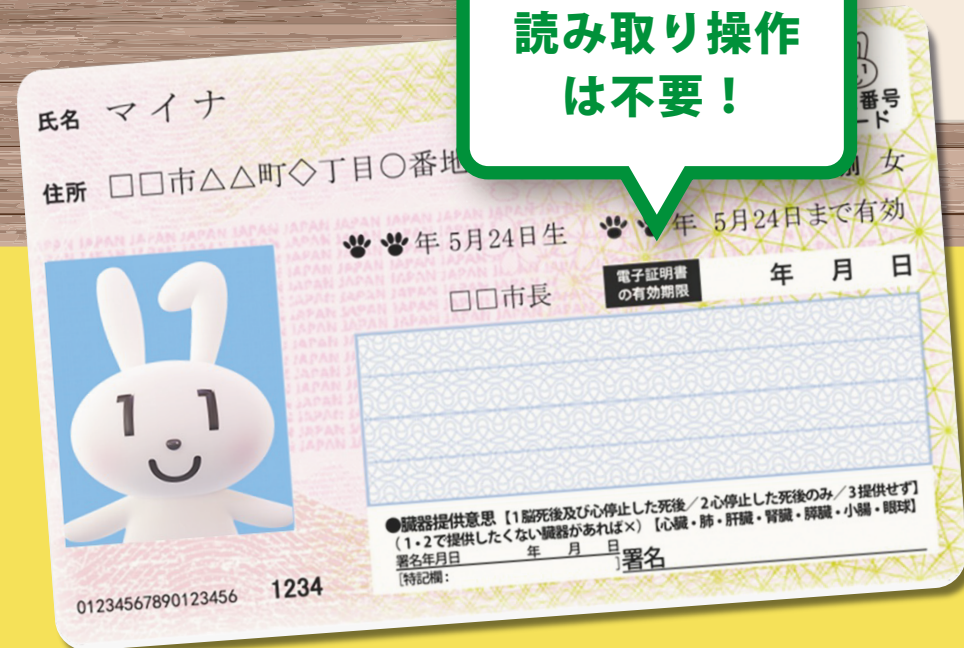 読み取り操作
は不要！
番号
ード
氏名 マイナ
住所 □□市△△町◇丁目○番地
女
年 5月24日生
年 5月24日まで有効
□□市長
電子証明書
の有効期限
年 月 日
JAPAN JAPAN JAPAN JAPAN JAPAN JAPAN
●臓器提供意思【1脳死後及び心停止した死後／2心停止した死後のみ／3提供せず】
（1・2で提供したくない臓器があれば×）【心臓・肺・肝臓・腎臓・膵臓・小腸・眼球】
署名年月日 年 月 日
[特記欄： ]署名
01234567890123456 1234